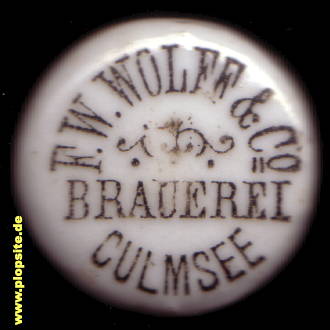 F.W. WOLFF & Cº
BRAUEREI
CULMSEE
www.plopsite.de